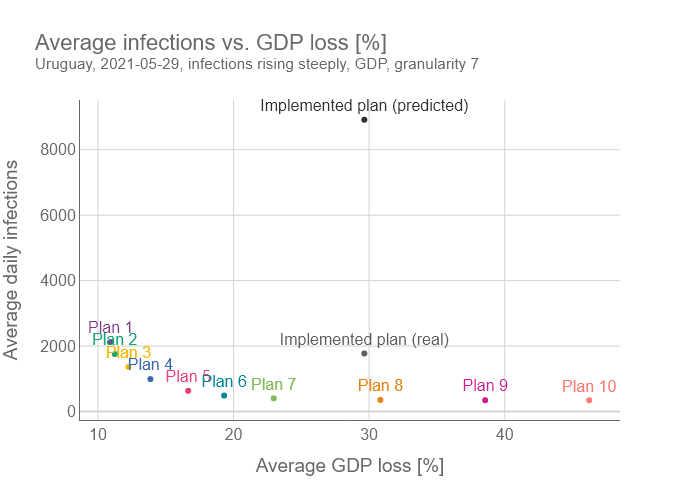 Average infections vs. GDP loss [%]
Uruguay, 2021-05-29, infections rising steeply, GDP, granularity 7
Implemented plan (predicted)
8000
6000
4000
2000
0
Average daily infections
Plan 1
Plan 2
Plan 3
Plan 4
Plan 5
Plan 6
Plan 7
Implemented plan (real)
Plan 8
Plan 9
Plan 10
10
20
30
40
Average GDP loss [%]